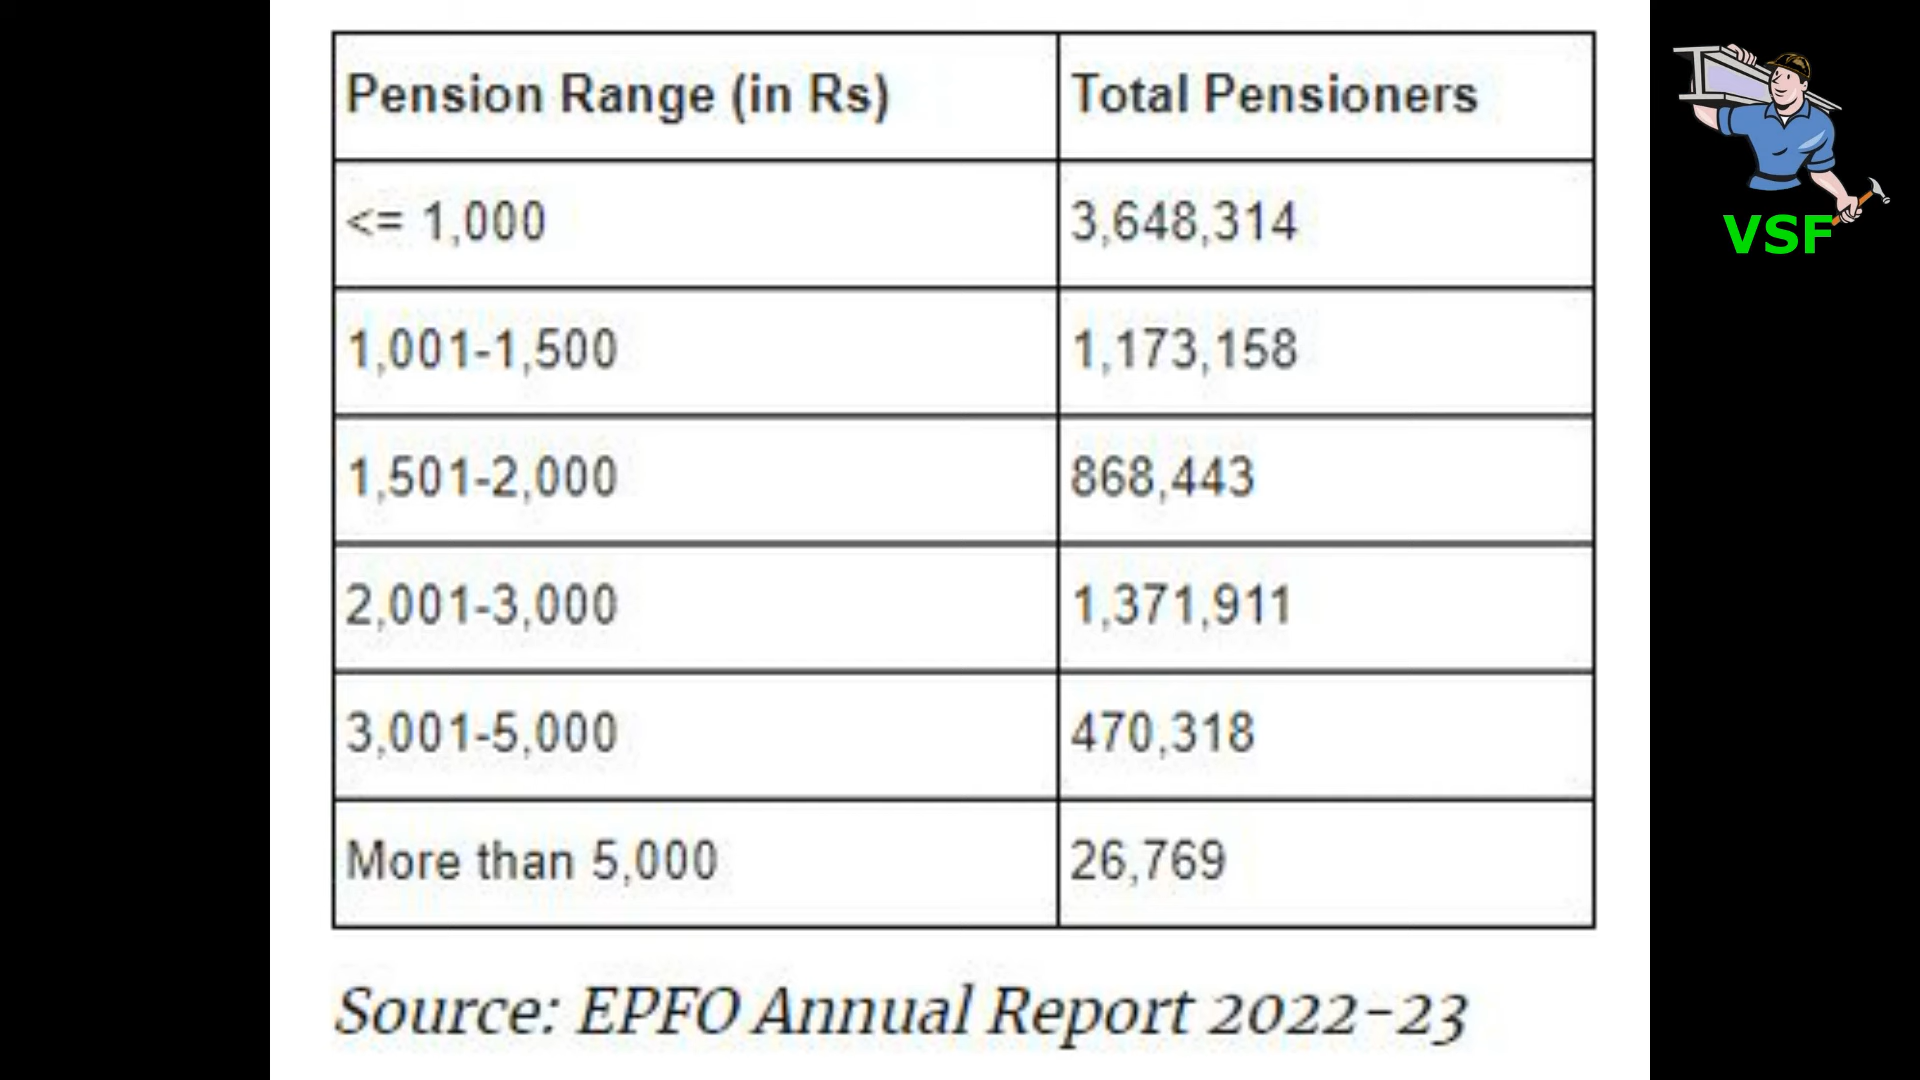 Pension Range (in Rs) Total Pensioners
<= 1,000 3,648,314
1,001-1,500 1,173,158
1,501-2,000 868,443
2,001-3,000 1,371,911
3,001-5,000 470,318
More than 5,000 26,769
Source: EPFO Annual Report 2022-23
VSF